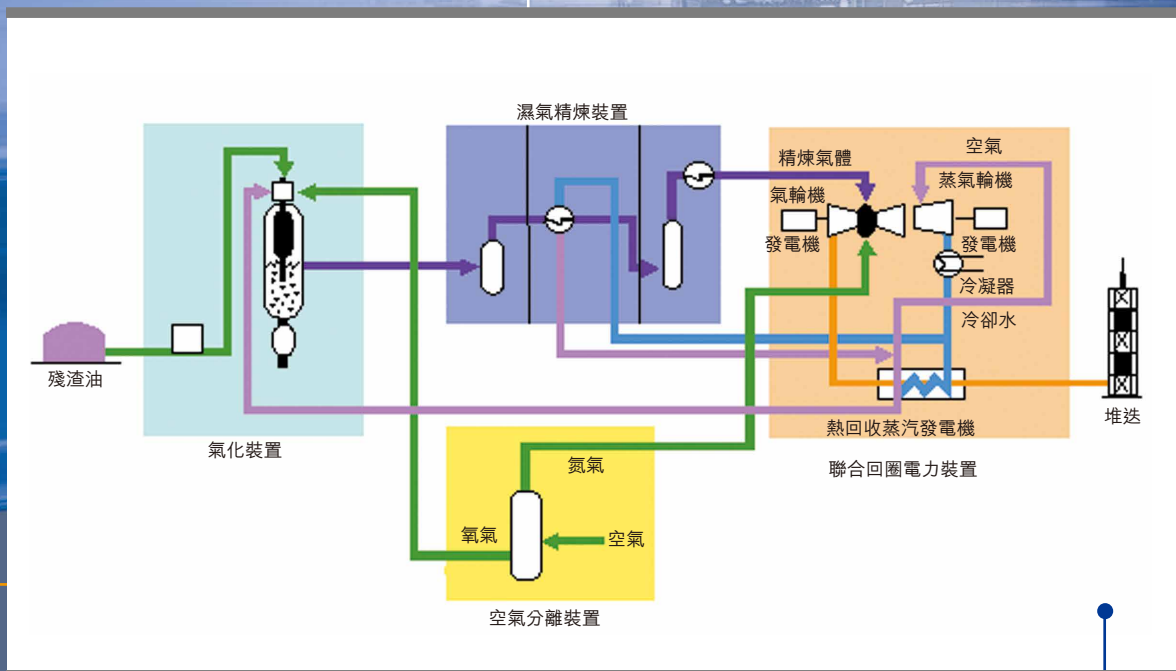 濕氣精煉裝置
精煉氣體
空氣
氣輪機
蒸氣輪機
發電機
發電機
冷凝器
冷卻水
殘渣油
堆迭
熱回收蒸汽發電機
氣化裝置
聯合回圈電力裝置
氮氣
氧氣
空氣
空氣分離裝置